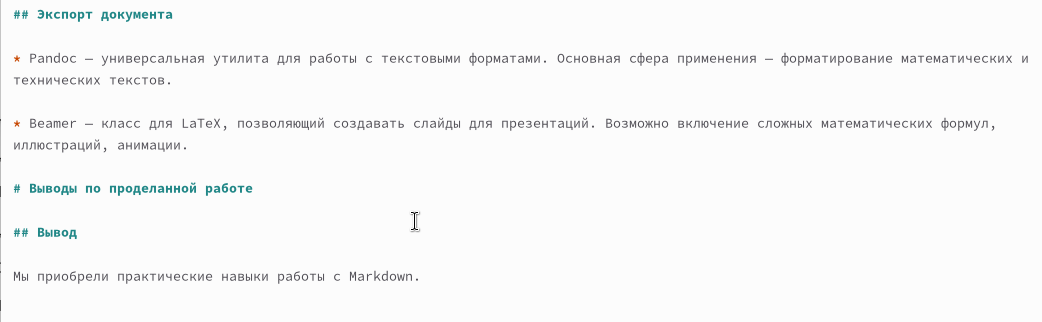 ## Экспорт документа
* Pandoc — универсальная утилита для работы с текстовыми форматами. Основная сфера применения — форматирование математических и
технических текстов.
* Beamer — класс для LaTeX, позволяющий создавать слайды для презентаций. Возможно включение сложных математических формул,
иллюстраций, анимации.
# Выводы по проделанной работе
## Вывод
Мы приобрели практические навыки работы с Markdown.